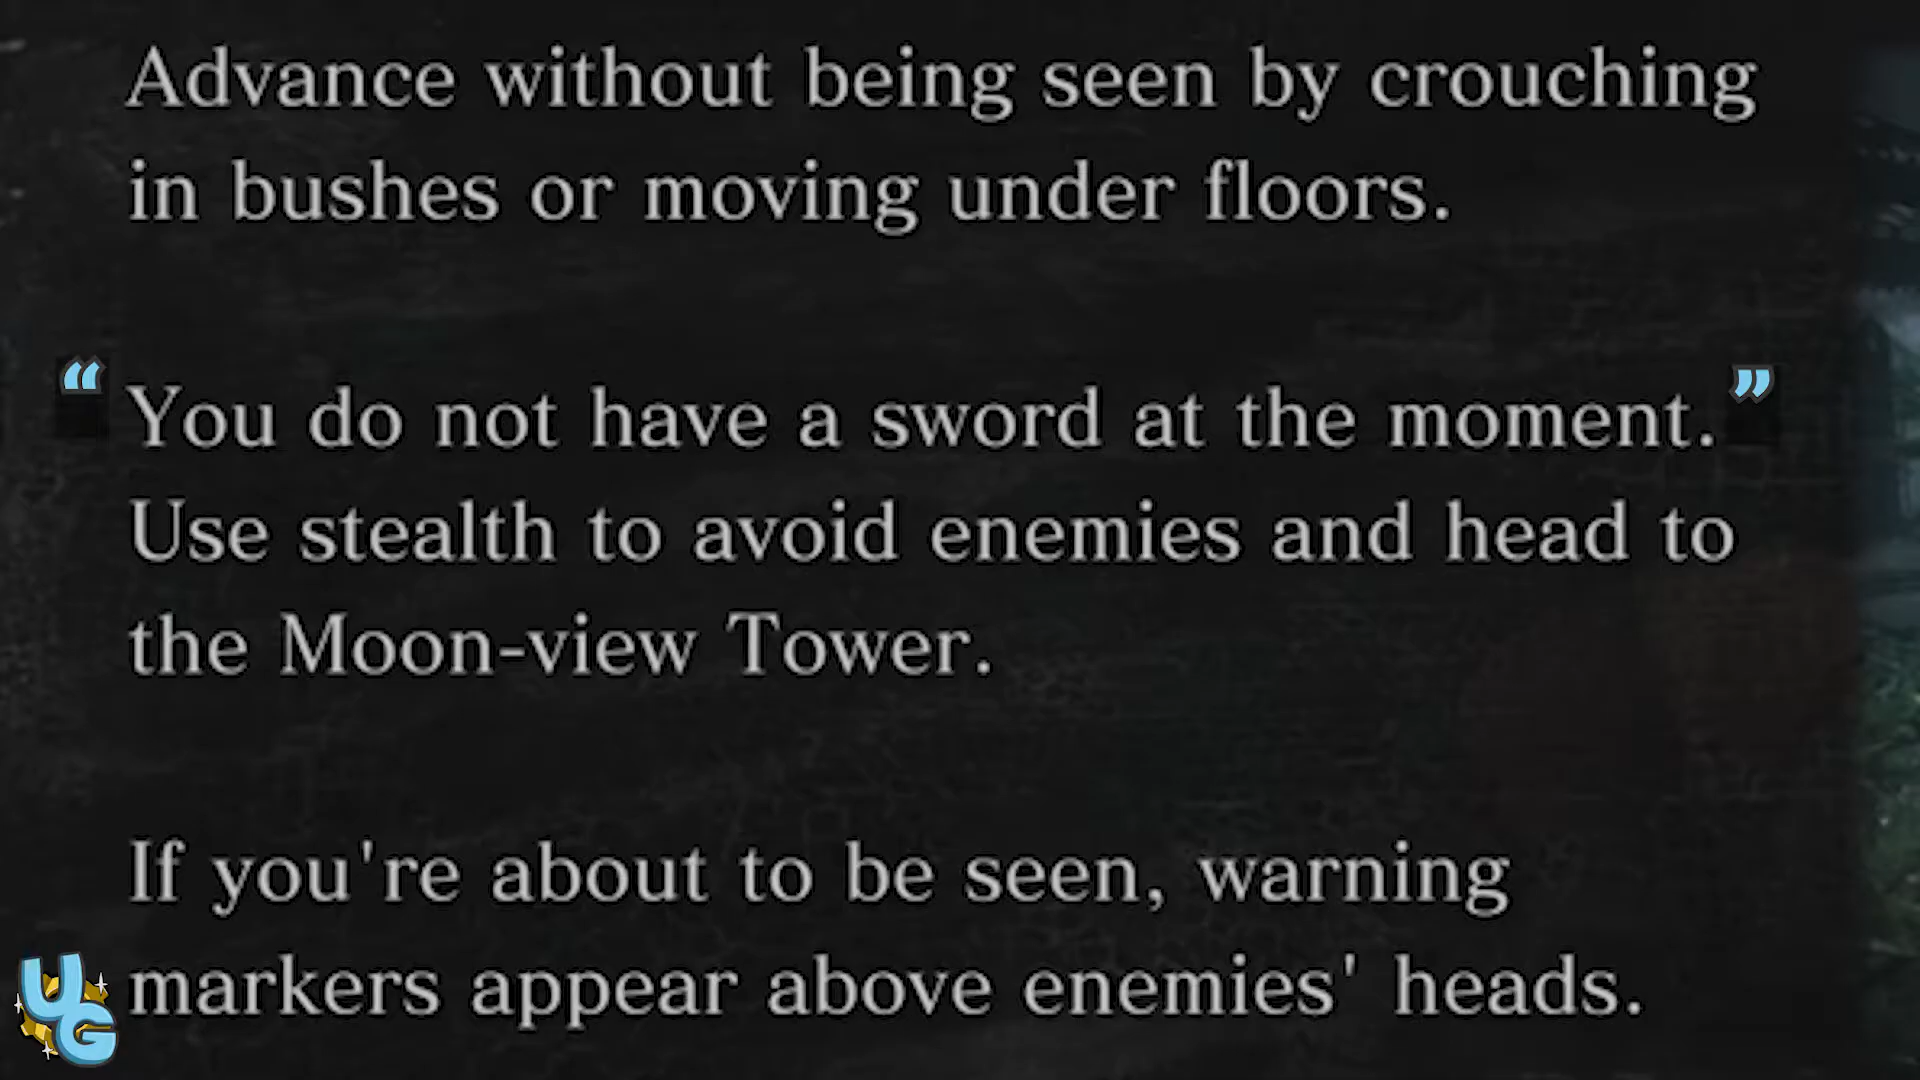 Advance without being seen by crouching
in bushes or moving under floors.
“You do not have a sword at the moment.”
Use stealth to avoid enemies and head to
the Moon-view Tower.
If you're about to be seen, warning
markers appear above enemies' heads.
UG